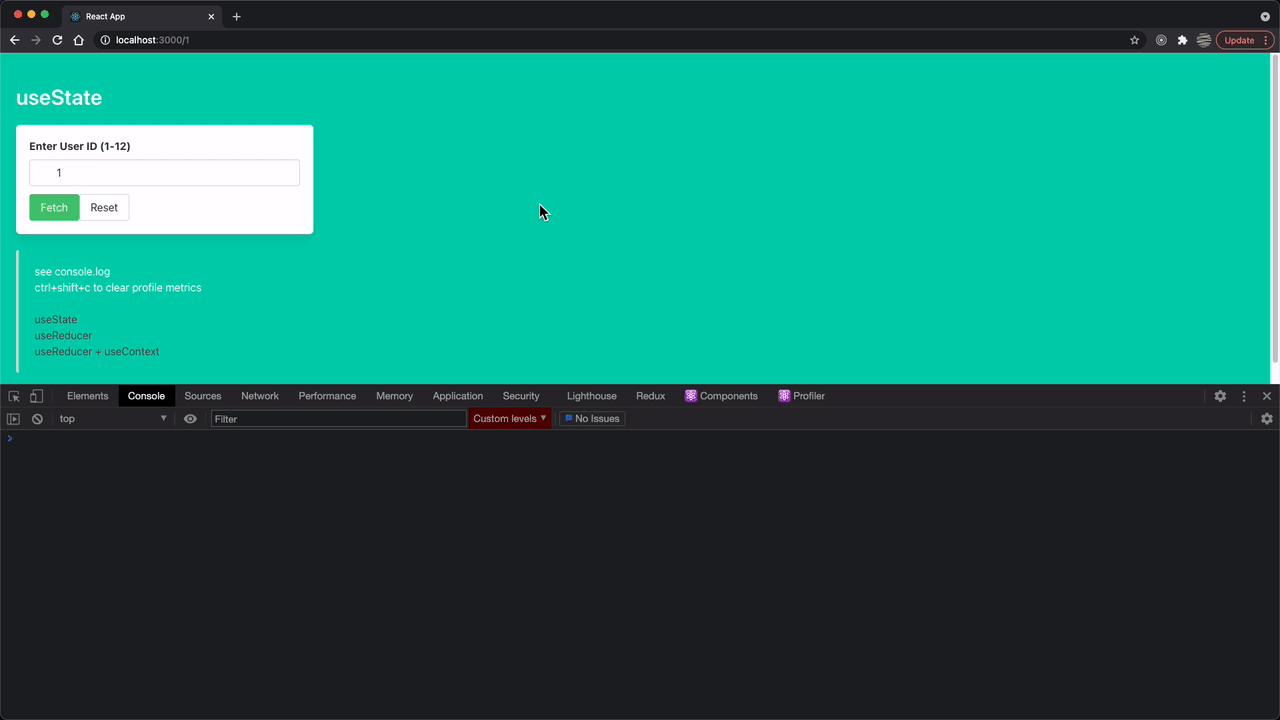 React App
localhost:3000/1
Update
useState
Enter User ID (1-12)
1
Fetch Reset
see console.log
ctrl+shift+c to clear profile metrics
useState
useReducer
useReducer + useContext
Elements Console Sources Network Performance Memory Application Security Lighthouse Redux Components Profiler
top Filter Custom levels No Issues